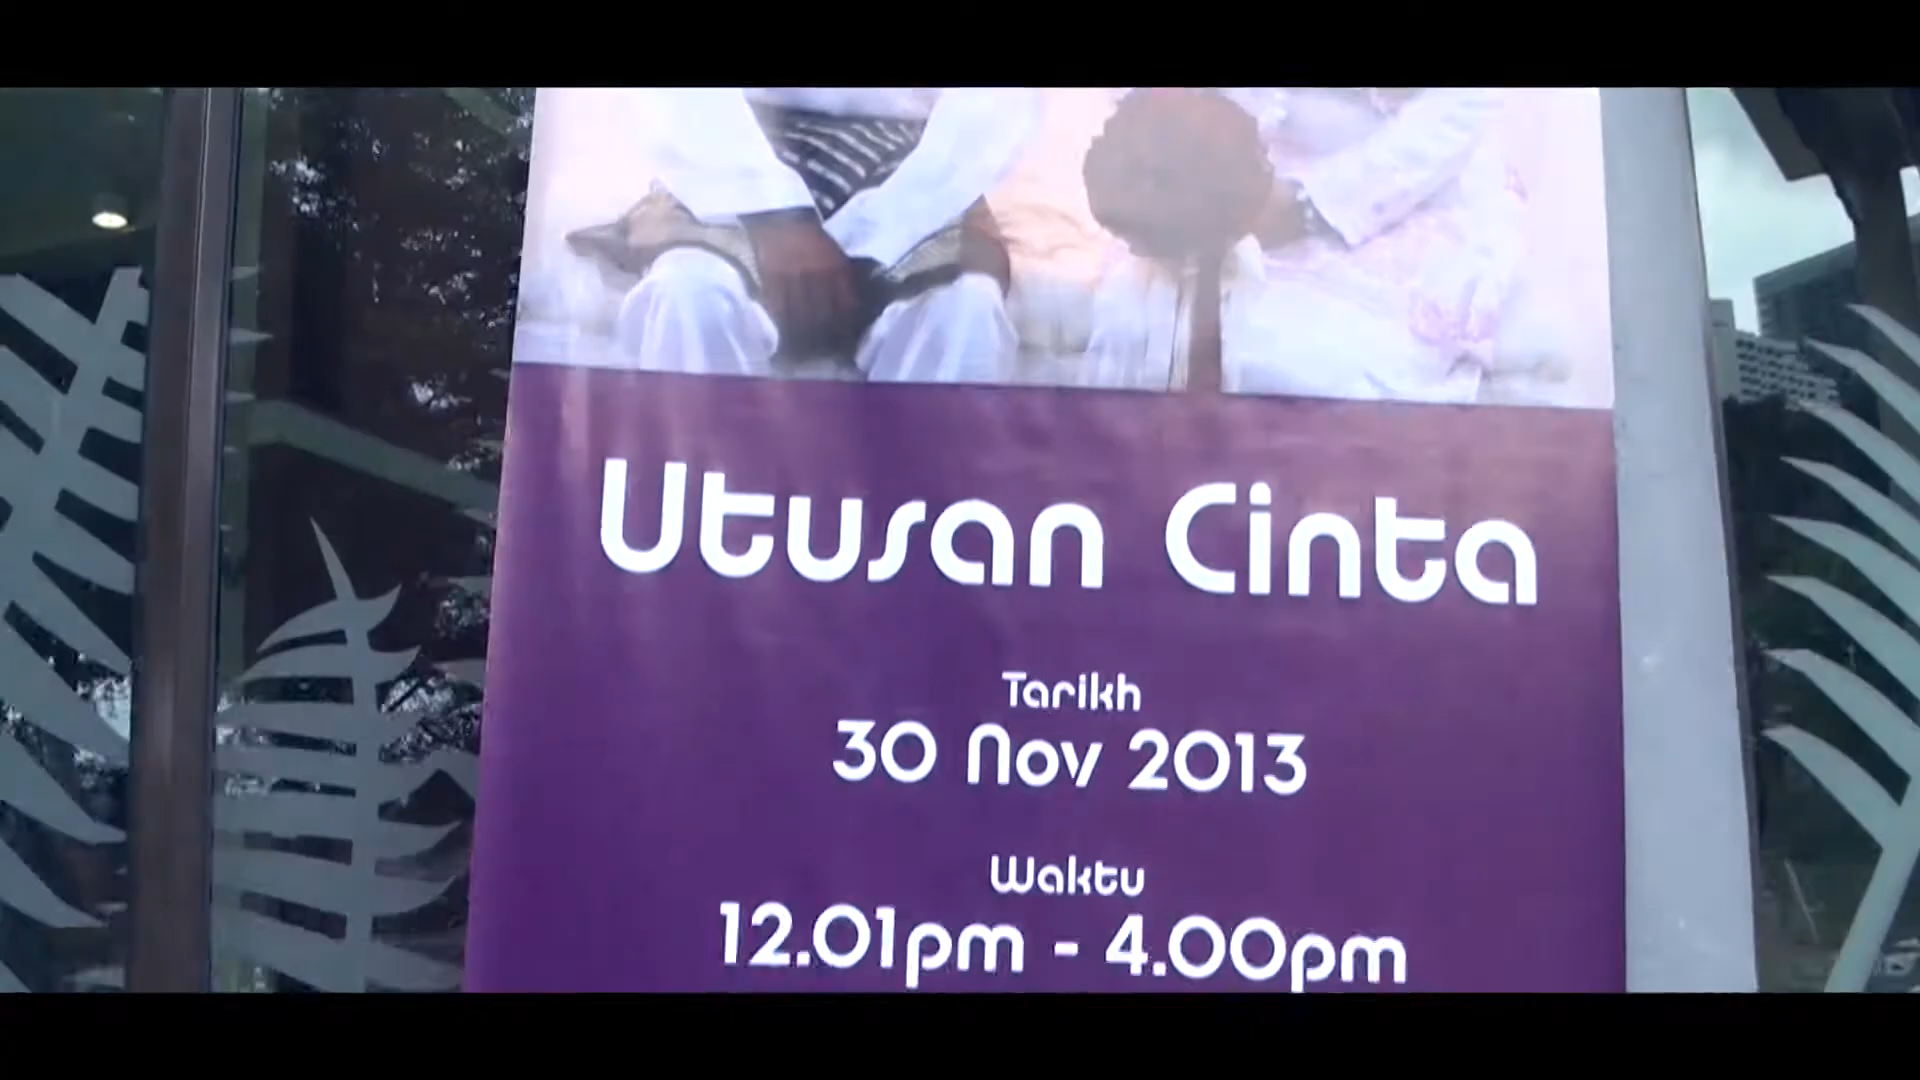 Utusan Cinta
Tarikh
30 Nov 2013
Waktu
12.01pm - 4.00pm